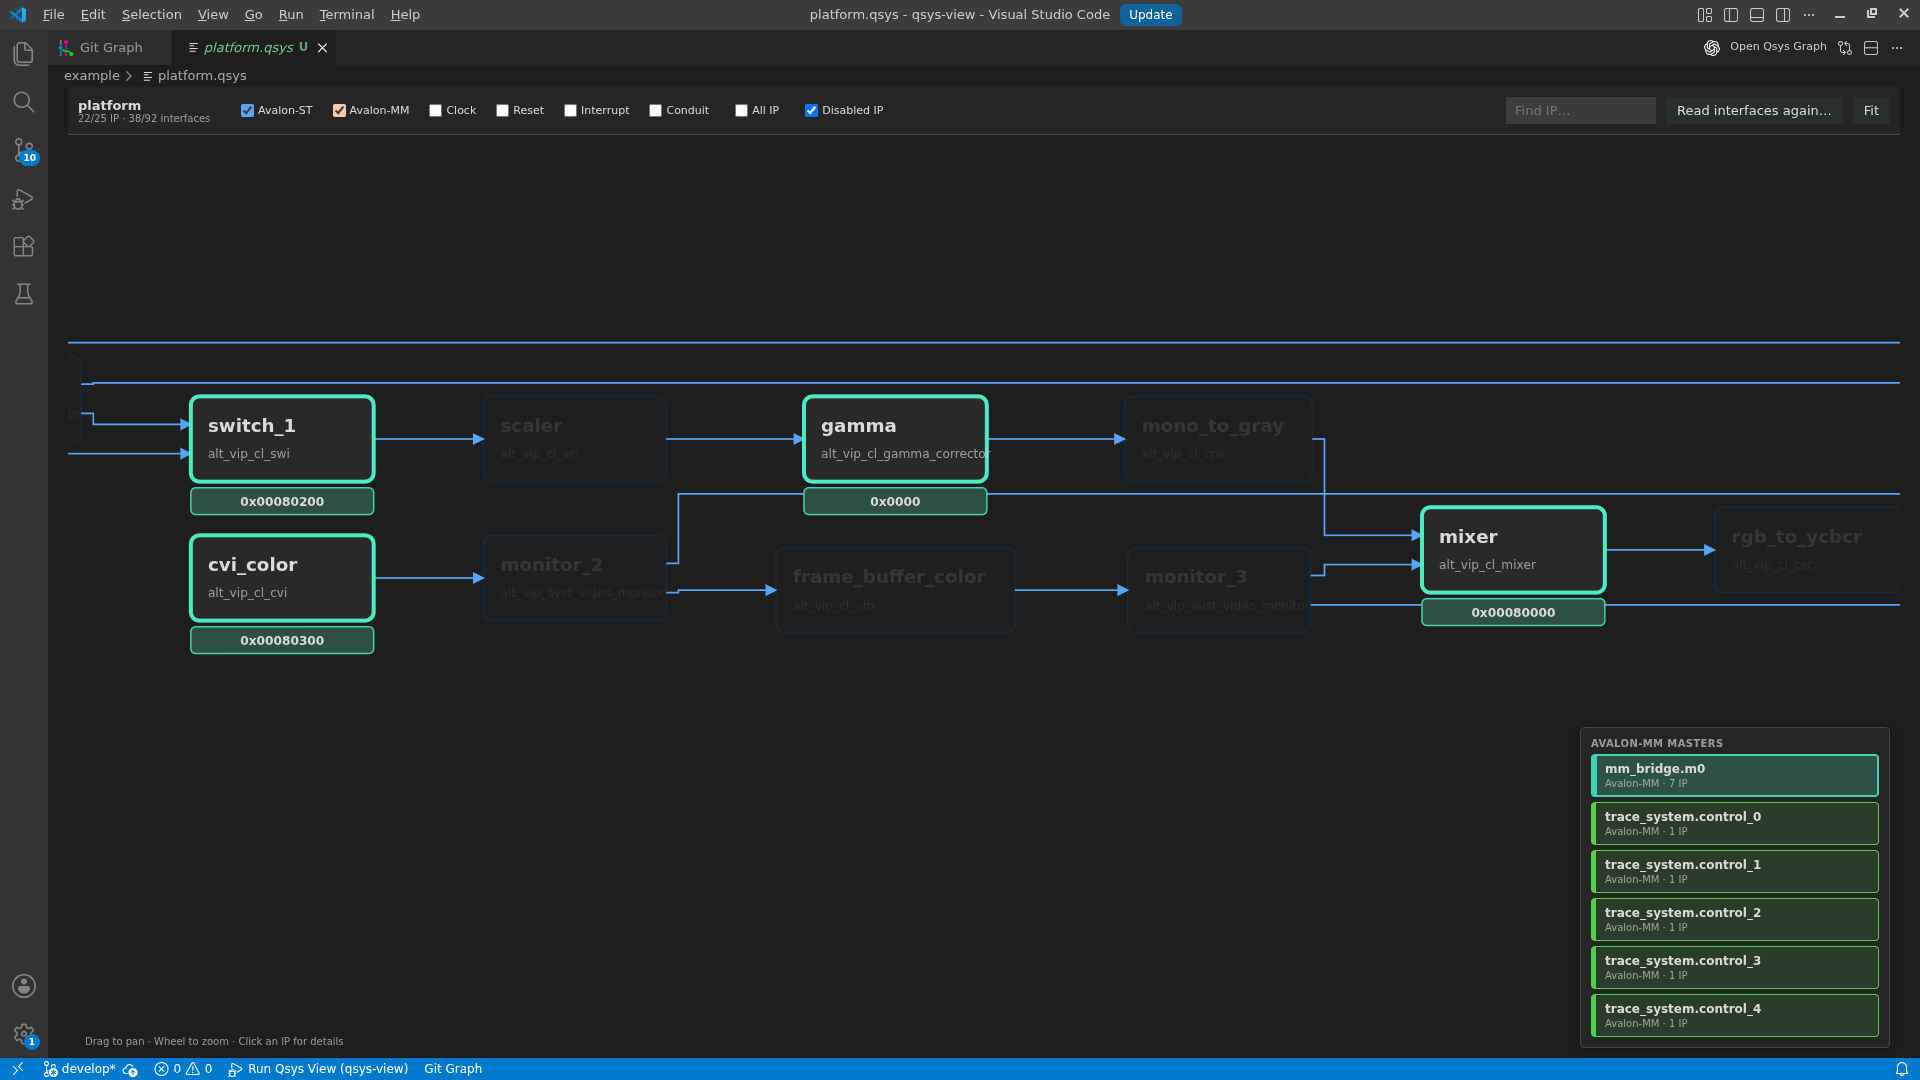 File Edit Selection View Go Run Terminal Help
platform.qsys - qsys-view - Visual Studio Code
Update
Git Graph
platform.qsys U
Open Qsys Graph
example
platform.qsys
platform
22/25 IP · 38/92 interfaces
Avalon-ST
Avalon-MM
Clock
Reset
Interrupt
Conduit
All IP
Disabled IP
Find IP...
Read interfaces again...
Fit
10
switch_1
alt_vip_cl_swi
0x00080200
scaler
alt_vip_cl_scl
gamma
alt_vip_cl_gamma_corrector
0x0000
mono_to_gray
alt_vip_cl_cps
cvi_color
alt_vip_cl_cvi
0x00080300
monitor_2
alt_vip_avst_video_monitor
frame_buffer_color
alt_vip_cl_vfb
monitor_3
alt_vip_avst_video_monitor
mixer
alt_vip_cl_mixer
0x00080000
rgb_to_ycbcr
alt_vip_cl_csc
AVALON-MM MASTERS
mm_bridge.m0
Avalon-MM · 7 IP
trace_system.control_0
Avalon-MM · 1 IP
trace_system.control_1
Avalon-MM · 1 IP
trace_system.control_2
Avalon-MM · 1 IP
trace_system.control_3
Avalon-MM · 1 IP
trace_system.control_4
Avalon-MM · 1 IP
Drag to pan · Wheel to zoom · Click an IP for details
1
develop*
0 0
Run Qsys View (qsys-view)
Git Graph